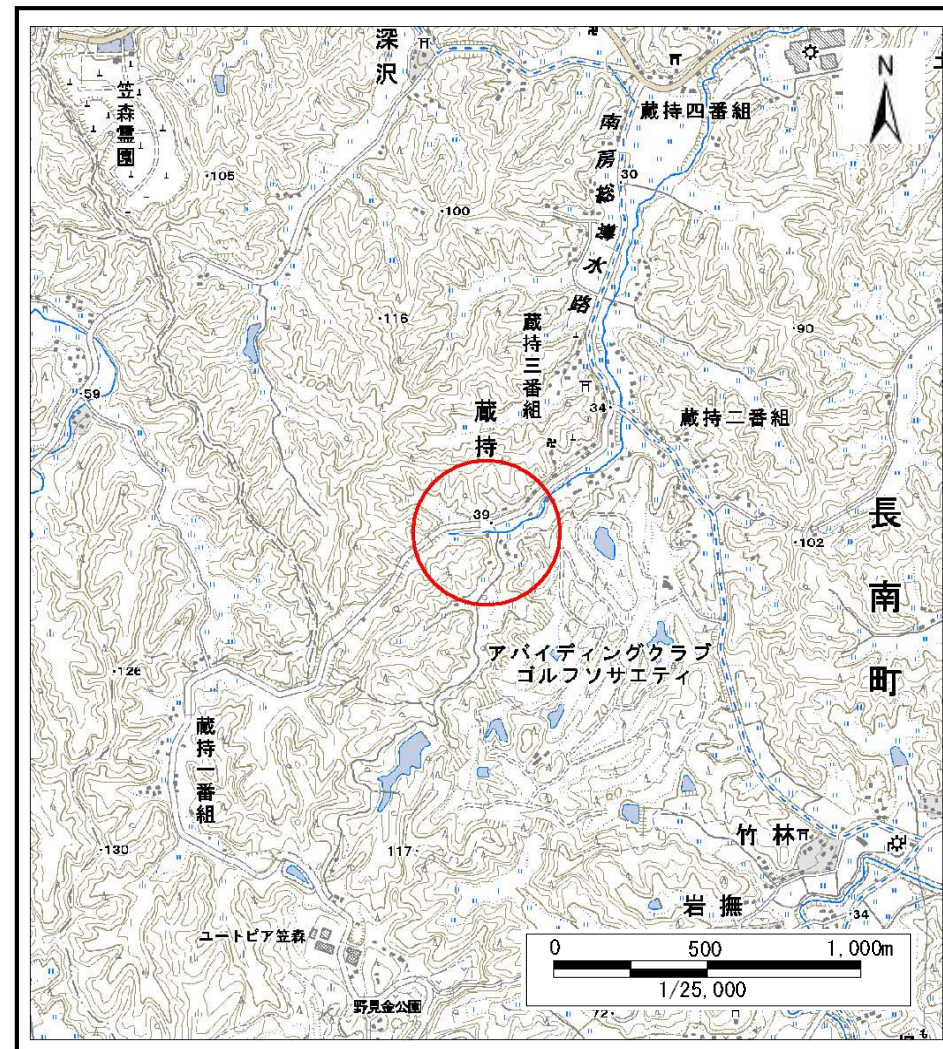 深沢
N
笠森霊園
蔵持四番組
南房総導水路
30
105
100
116
90
蔵持三番組
59
34
蔵持
蔵持二番組
39
長南町
102
アバイディングクラブ
ゴルフソサエティ
126
蔵持一番組
130
117
竹林
岩撫
34
ユートピア笠森
野見金公園
0 500 1,000m
1/25,000
72
100